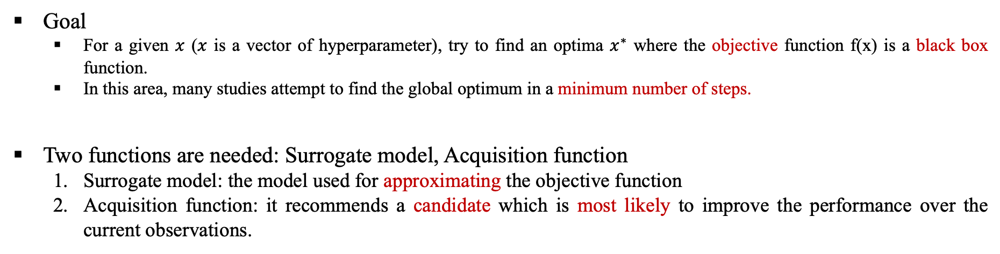 ▪ Goal
▪ For a given x (x is a vector of hyperparameter), try to find an optima x* where the objective function f(x) is a black box
function.
▪ In this area, many studies attempt to find the global optimum in a minimum number of steps.
▪ Two functions are needed: Surrogate model, Acquisition function
1. Surrogate model: the model used for approximating the objective function
2. Acquisition function: it recommends a candidate which is most likely to improve the performance over the
current observations.